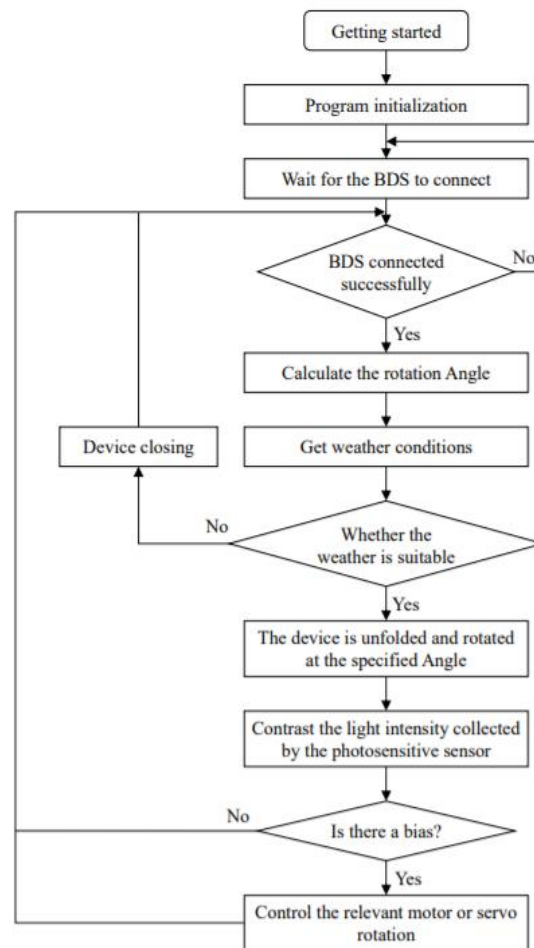 Getting started
Program initialization
Wait for the BDS to connect
BDS connected
successfully
No
Yes
Calculate the rotation Angle
Device closing
Get weather conditions
No
Whether the
weather is suitable
Yes
The device is unfolded and rotated
at the specified Angle
Contrast the light intensity collected
by the photosensitive sensor
No
Is there a bias?
Yes
Control the relevant motor or servo
rotation